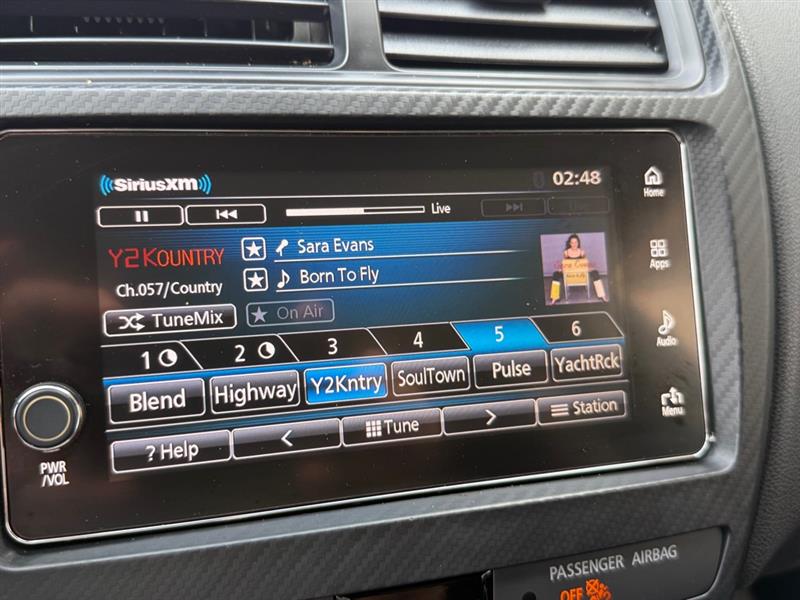 SiriusXM 02:48
Home
Live
Y2KOUNTRY
Sara Evans
Born To Fly
Ch.057/Country
TuneMix
On Air
Apps
Audio
Menu
1 2 3 4 5 6
Blend Highway Y2Kntry SoulTown Pulse YachtRck
? Help < Tune > Station
PWR
/VOL
PASSENGER AIRBAG
OFF